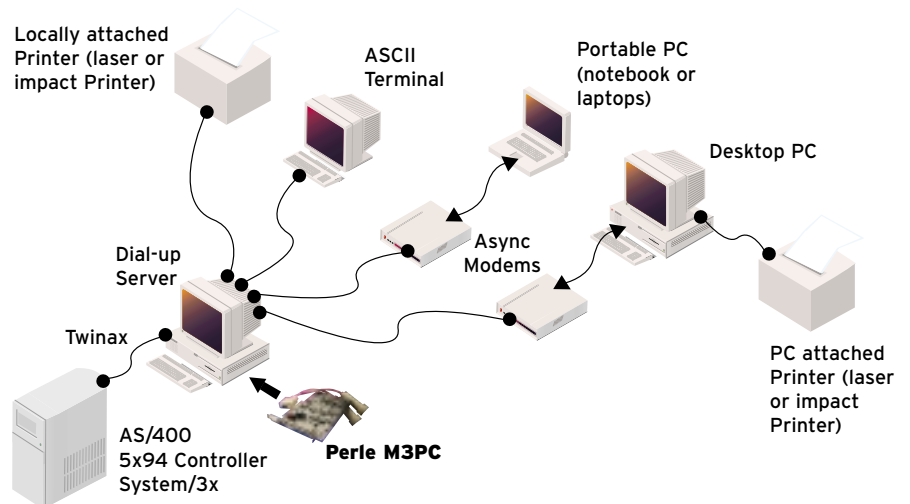 Locally attached
Printer (laser or
impact Printer)
ASCII
Terminal
Portable PC
(notebook or
laptops)
Desktop PC
Dial-up
Server
Async
Modems
Twinax
PC attached
Printer (laser
or impact
Printer)
AS/400
5x94 Controller
System/3x
Perle M3PC